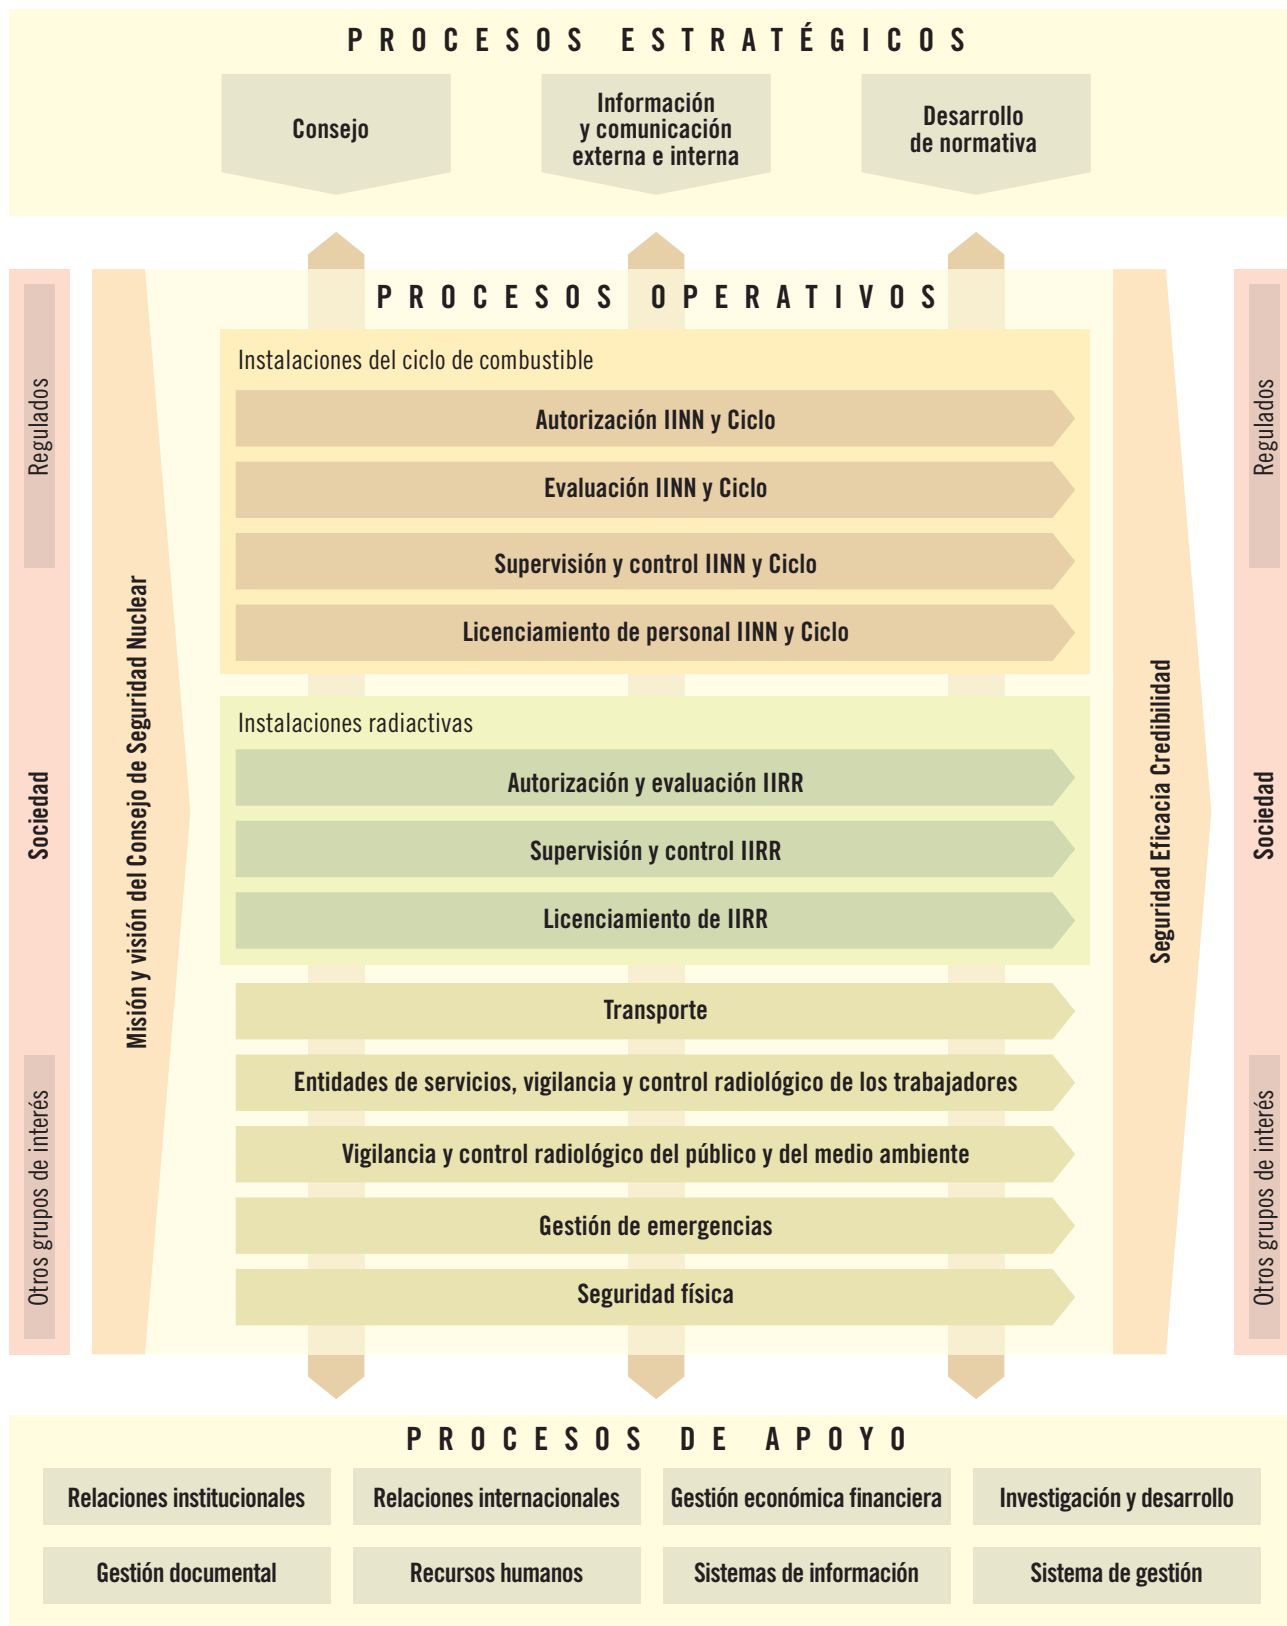 PROCESOS ESTRATÉGICOS
Consejo
Información
y comunicación
externa e interna
Desarrollo
de normativa
Regulados
Sociedad
Otros grupos de interés
Misión y visión del Consejo de Seguridad Nuclear
PROCESOS OPERATIVOS
Instalaciones del ciclo de combustible
Autorización IINN y Ciclo
Evaluación IINN y Ciclo
Supervisión y control IINN y Ciclo
Licenciamiento de personal IINN y Ciclo
Instalaciones radiactivas
Autorización y evaluación IIRR
Supervisión y control IIRR
Licenciamiento de IIRR
Transporte
Entidades de servicios, vigilancia y control radiológico de los trabajadores
Vigilancia y control radiológico del público y del medio ambiente
Gestión de emergencias
Seguridad física
Seguridad Eficacia Credibilidad
Regulados
Sociedad
Otros grupos de interés
PROCESOS DE APOYO
Relaciones institucionales
Relaciones internacionales
Gestión económica financiera
Investigación y desarrollo
Gestión documental
Recursos humanos
Sistemas de información
Sistema de gestión